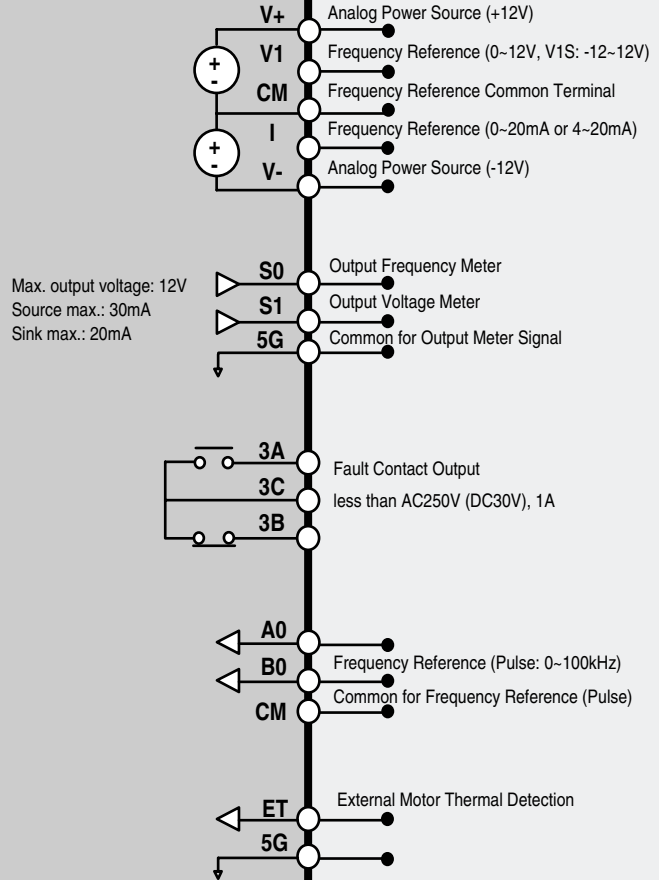 V+ Analog Power Source (+12V)
+
-
V1 Frequency Reference (0~12V, V1S: -12~12V)
CM Frequency Reference Common Terminal
I Frequency Reference (0~20mA or 4~20mA)
+
-
V- Analog Power Source (-12V)
Max. output voltage: 12V
Source max.: 30mA
Sink max.: 20mA
S0 Output Frequency Meter
S1 Output Voltage Meter
5G Common for Output Meter Signal
3A
Fault Contact Output
3C
less than AC250V (DC30V), 1A
3B
A0
B0 Frequency Reference (Pulse: 0~100kHz)
CM Common for Frequency Reference (Pulse)
ET External Motor Thermal Detection
5G